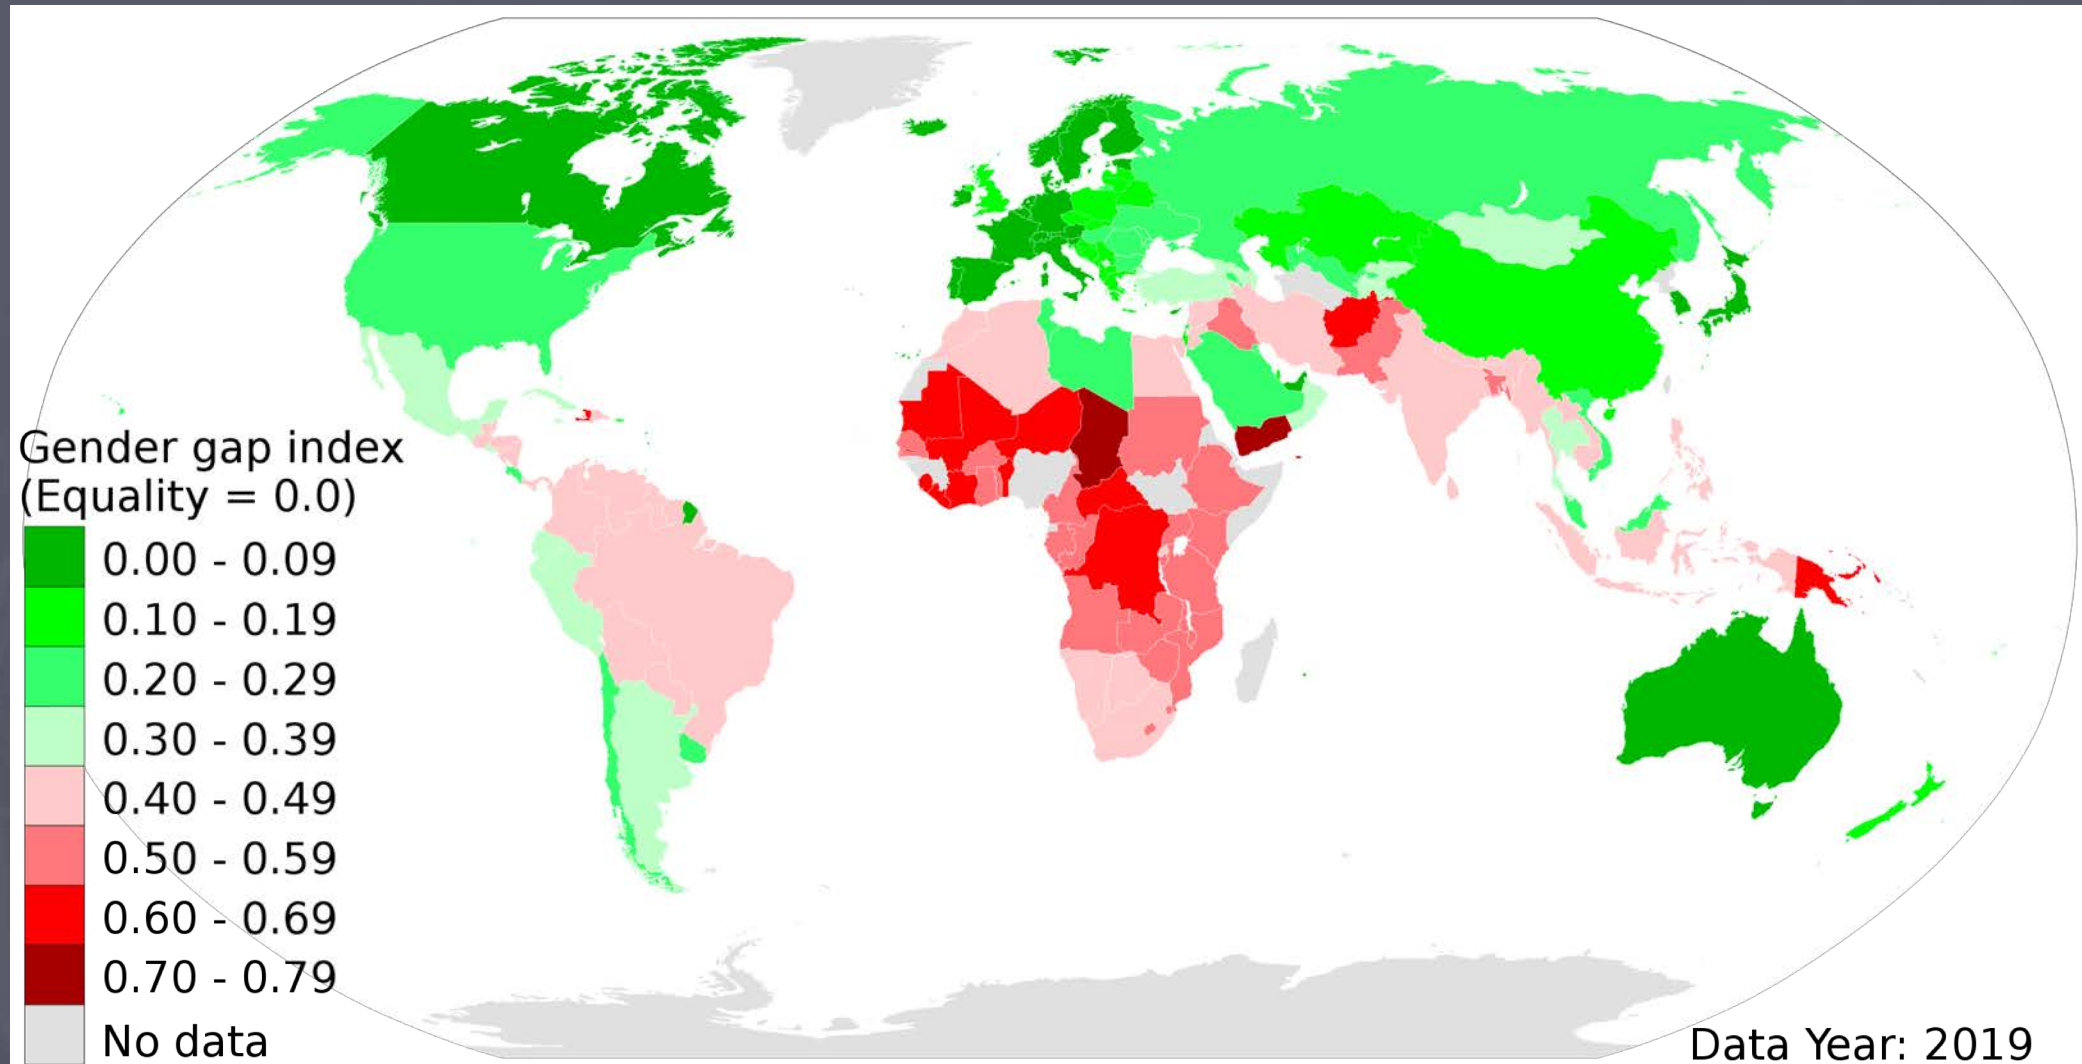 Gender gap index
(Equality = 0.0)
0.00 - 0.09
0.10 - 0.19
0.20 - 0.29
0.30 - 0.39
0.40 - 0.49
0.50 - 0.59
0.60 - 0.69
0.70 - 0.79
No data
Data Year: 2019